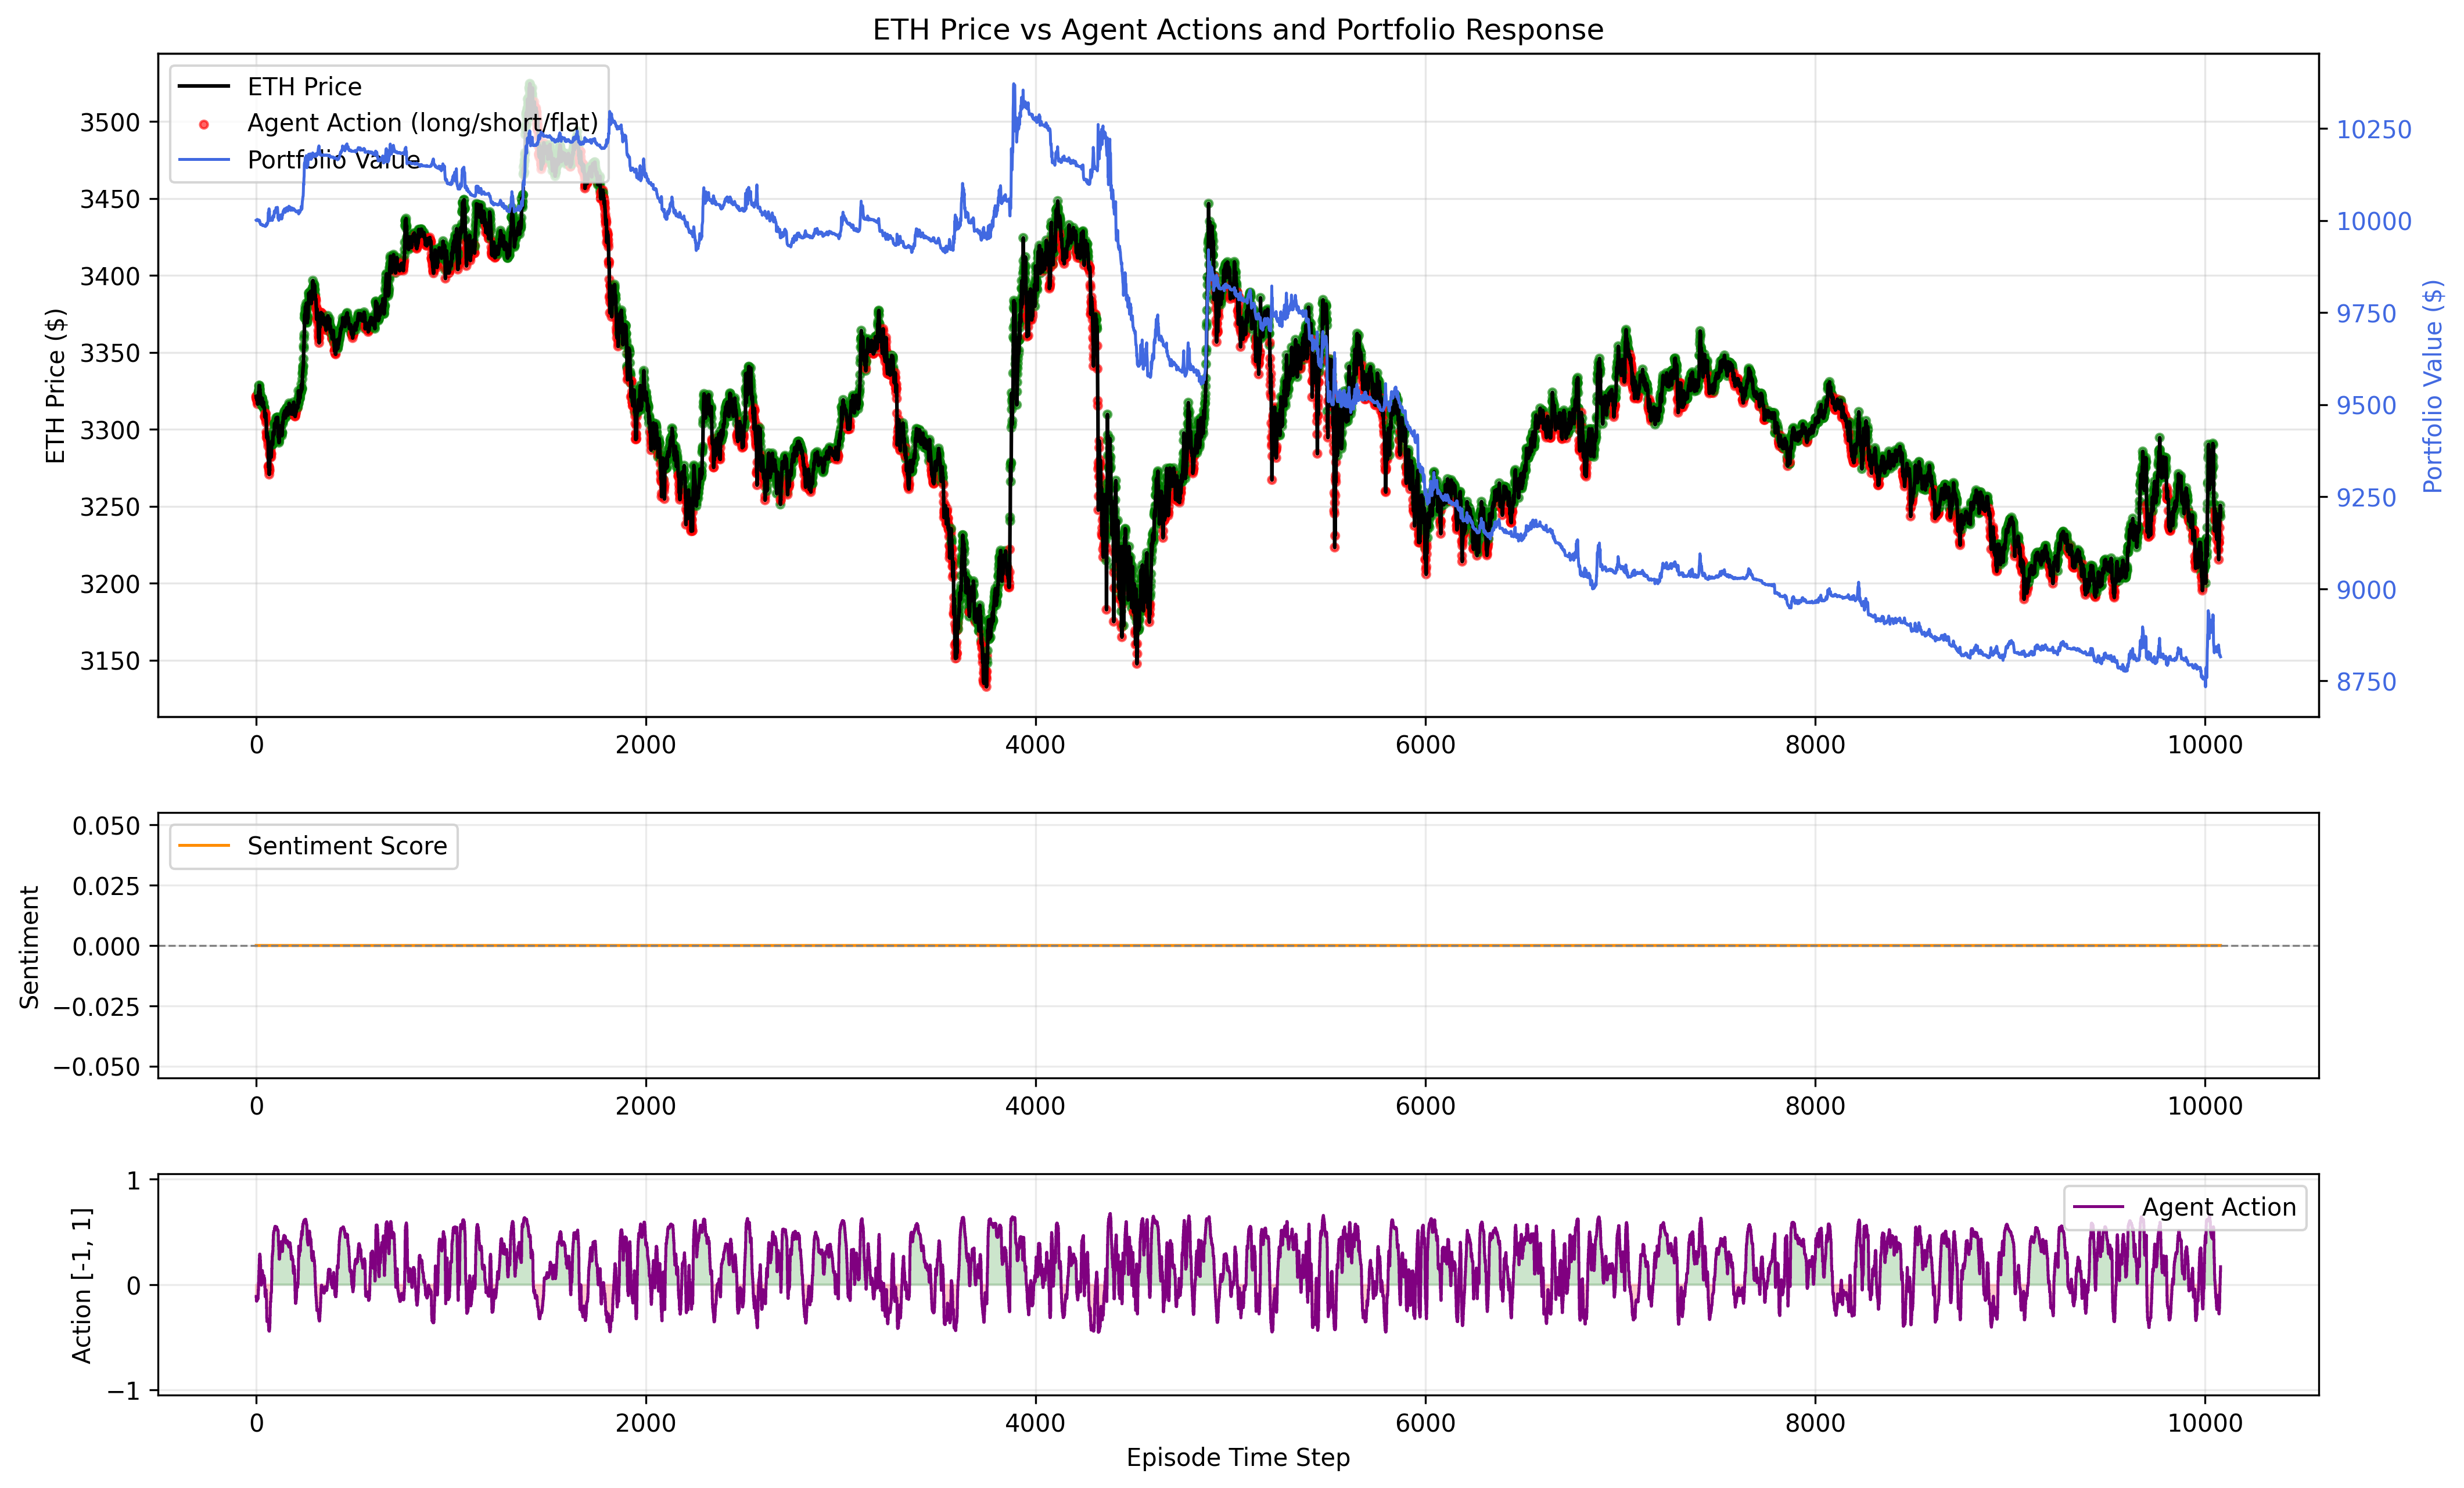 ETH Price vs Agent Actions and Portfolio Response
ETH Price
Agent Action (long/short/flat)
Portfolio Value
ETH Price ($)
3500
3450
3400
3350
3300
3250
3200
3150
Portfolio Value ($)
10250
10000
9750
9500
9250
9000
8750
0 2000 4000 6000 8000 10000
Sentiment Score
Sentiment
0.050
0.025
0.000
−0.025
−0.050
0 2000 4000 6000 8000 10000
Agent Action
Action [-1, 1]
1
0
−1
0 2000 4000 6000 8000 10000
Episode Time Step